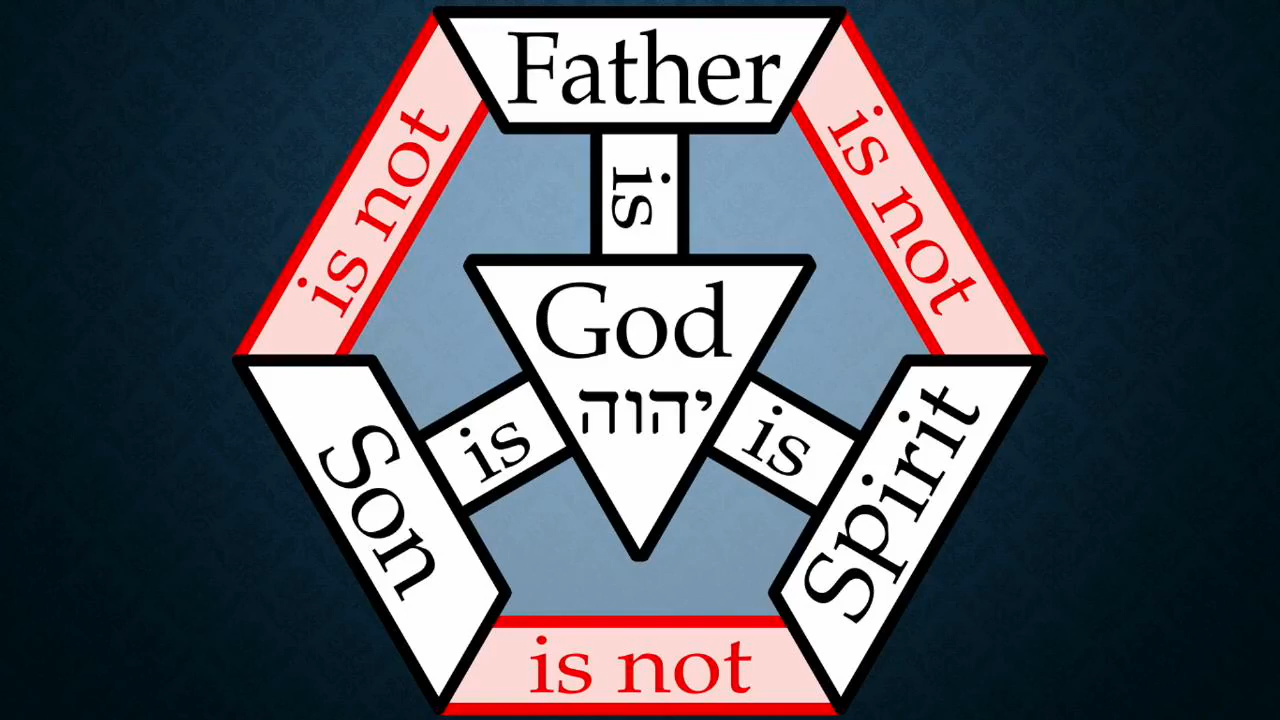 Father
is not
is not
is
God
יהוה
is
is
Son
Spirit
is not